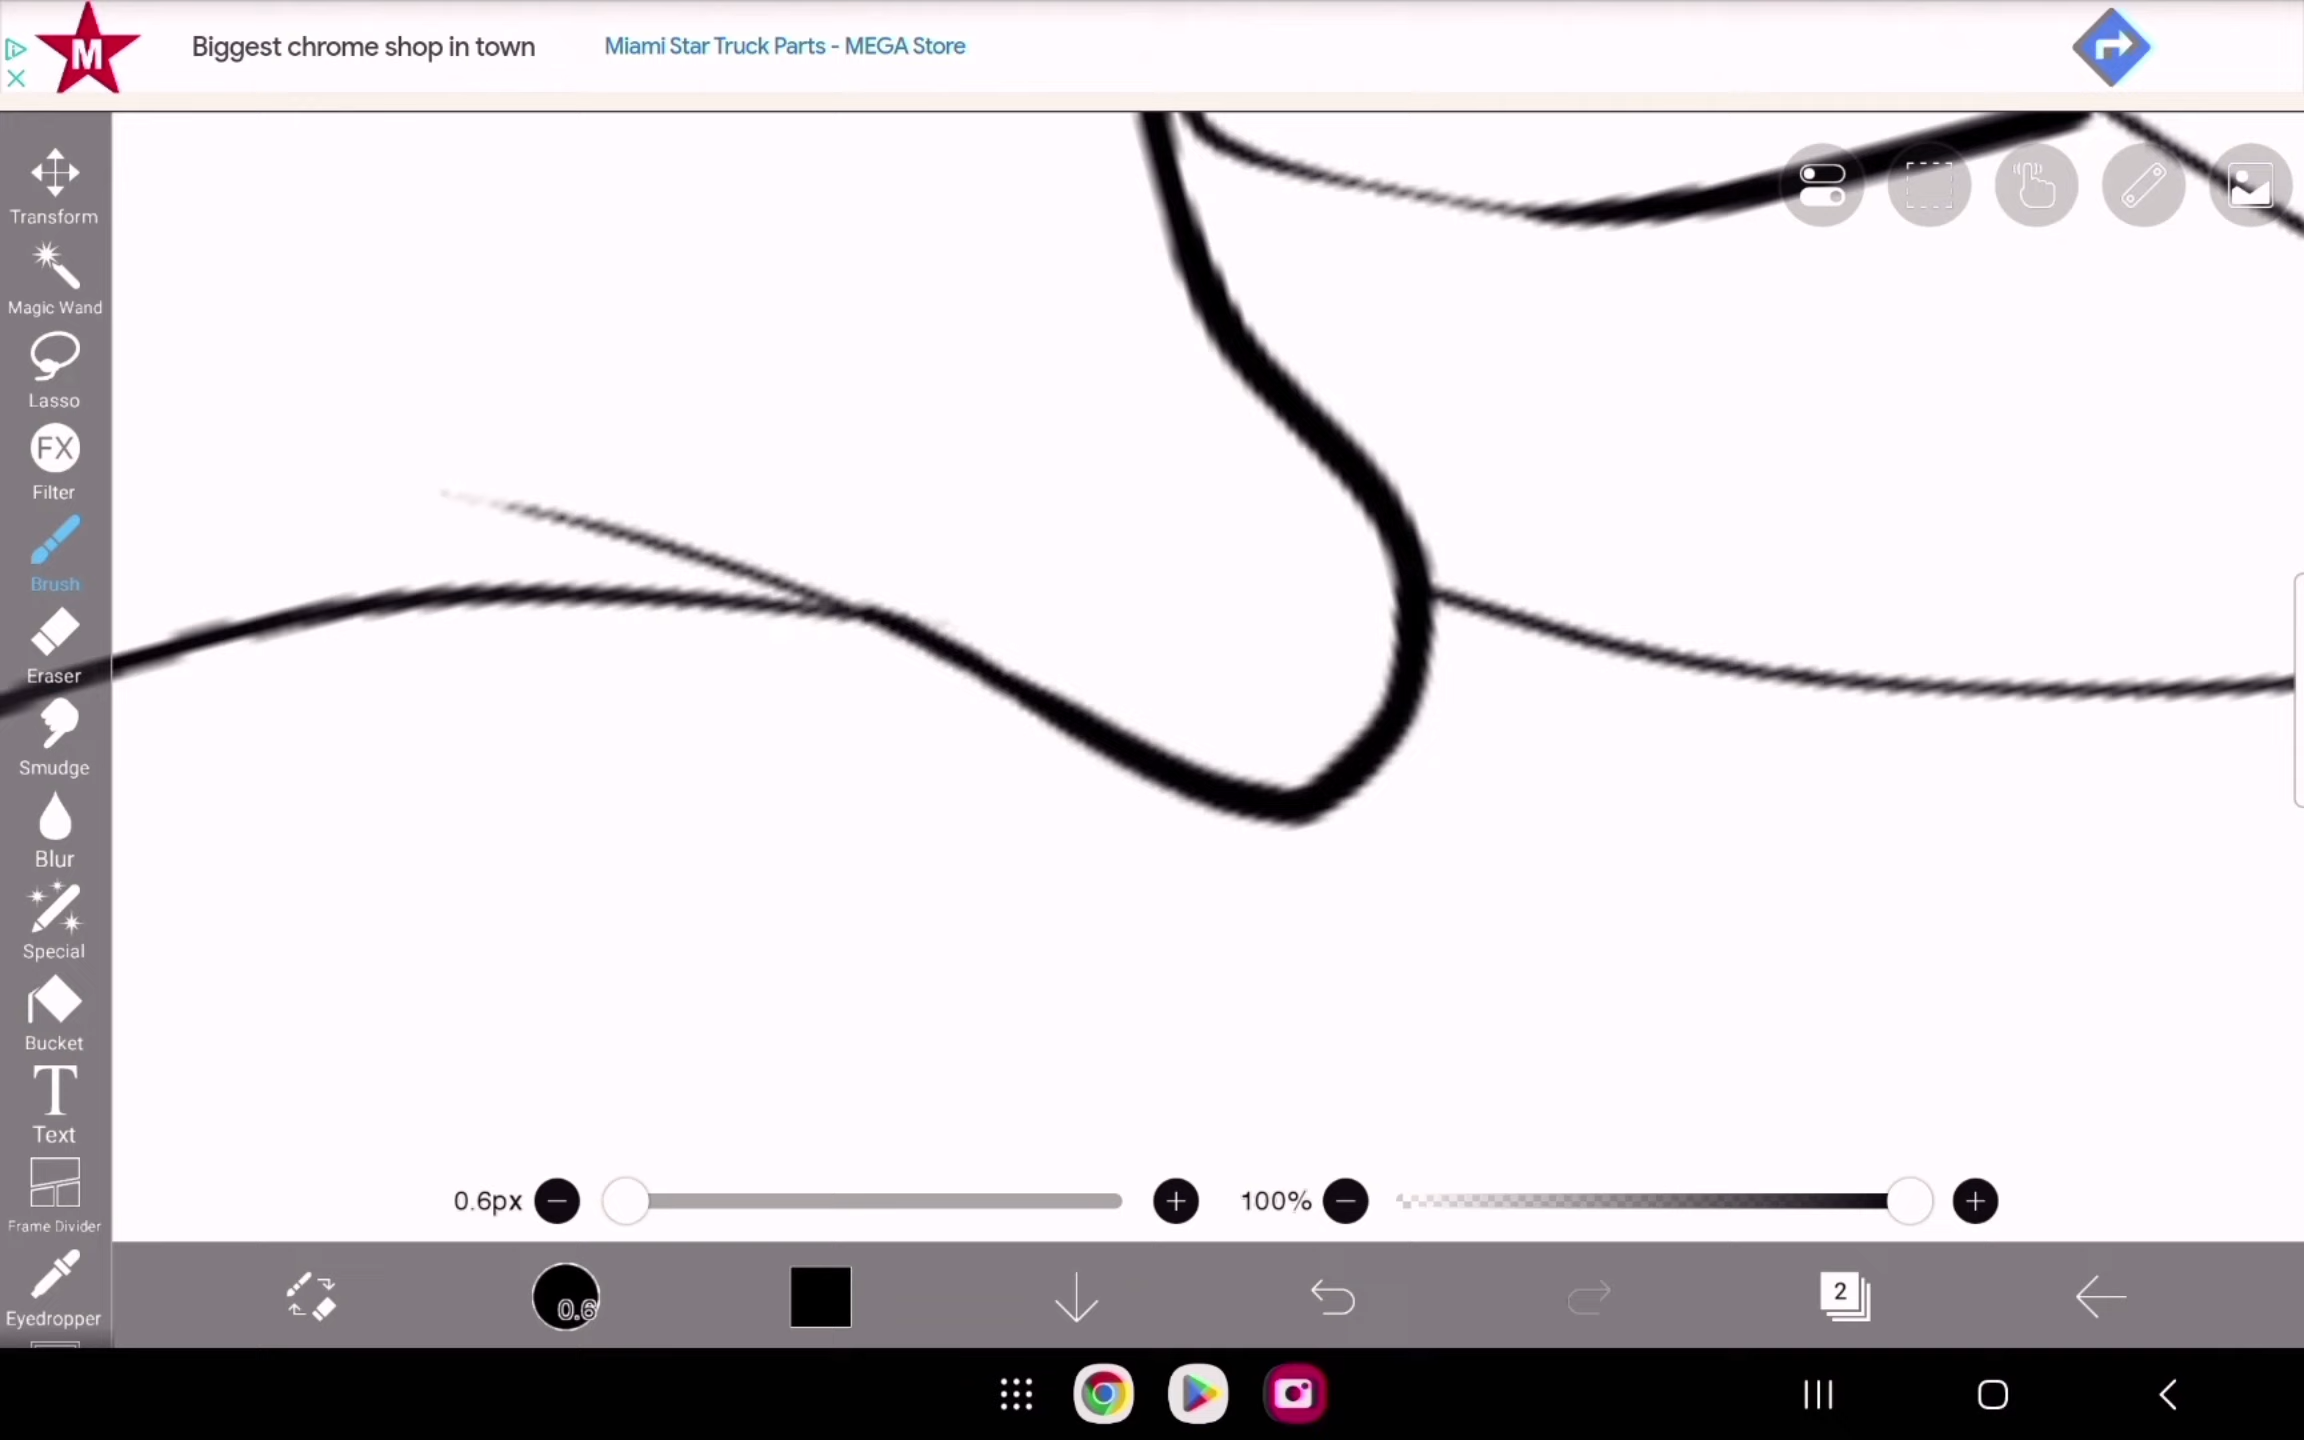 M
Biggest chrome shop in town
Miami Star Truck Parts - MEGA Store
Transform
Magic Wand
Lasso
FX
Filter
Brush
Eraser
Smudge
Blur
Special
Bucket
T
Text
Frame Divider
Eyedropper
0.6px
100%
0.6
2